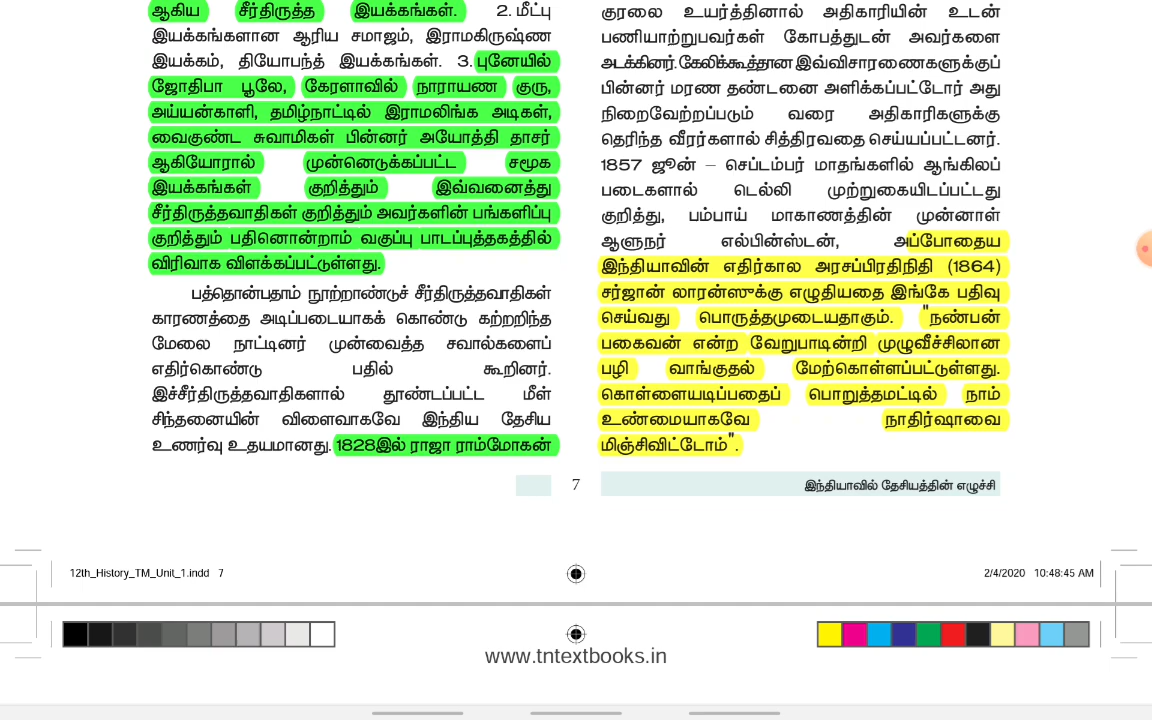 ஆகிய சீர்திருத்த இயக்கங்கள். 2. மீட்பு
இயக்கங்களான ஆரிய சமாஜம், இராமகிருஷ்ண
இயக்கம், தியோபந்த் இயக்கங்கள். 3. புனேயில்
ஜோதிபா பூலே, கேரளாவில் நாராயண குரு,
அய்யன்காளி, தமிழ்நாட்டில் இராமலிங்க அடிகள்,
வைகுண்ட சுவாமிகள் பின்னர் அயோத்தி தாசர்
ஆகியோரால் முன்னெடுக்கப்பட்ட சமூக
இயக்கங்கள் குறித்தும் இவ்வனைத்து
சீர்திருத்தவாதிகள் குறித்தும் அவர்களின் பங்களிப்பு
குறித்தும் பதினொன்றாம் வகுப்பு பாடப்புத்தகத்தில்
விரிவாக விளக்கப்பட்டுள்ளது.
பத்தொன்பதாம் நூற்றாண்டுச் சீர்திருத்தவாதிகள்
காரணத்தை அடிப்படையாகக் கொண்டு கற்றறிந்த
மேலை நாட்டினர் முன்வைத்த சவால்களைப்
எதிர்கொண்டு பதில் கூறினர்.
இச்சீர்திருத்தவாதிகளால் தூண்டப்பட்ட மீள்
சிந்தனையின் விளைவாகவே இந்திய தேசிய
உணர்வு உதயமானது. 1828இல் ராஜா ராம்மோகன்
குரலை உயர்த்தினால் அதிகாரியின் உடன்
பணியாற்றுபவர்கள் கோபத்துடன் அவர்களை
அடக்கினர். கேலிக்கூத்தான இவ்விசாரணைகளுக்குப்
பின்னர் மரண தண்டனை அளிக்கப்பட்டோர் அது
நிறைவேற்றப்படும் வரை அதிகாரிகளுக்கு
தெரிந்த வீரர்களால் சித்திரவதை செய்யப்பட்டனர்.
1857 ஜூன் – செப்டம்பர் மாதங்களில் ஆங்கிலப்
படைகளால் டெல்லி முற்றுகையிடப்பட்டது
குறித்து, பம்பாய் மாகாணத்தின் முன்னாள்
ஆளுநர் எல்பின்ஸ்டன், அப்போதைய
இந்தியாவின் எதிர்கால அரசப்பிரதிநிதி (1864)
சர்ஜான் லாரன்ஸுக்கு எழுதியதை இங்கே பதிவு
செய்வது பொருத்தமுடையதாகும். "நண்பன்
பகைவன் என்ற வேறுபாடின்றி முழுவீச்சிலான
பழி வாங்குதல் மேற்கொள்ளப்பட்டுள்ளது.
கொள்ளையடிப்பதைப் பொறுத்தமட்டில் நாம்
உண்மையாகவே நாதிர்ஷாவை
மிஞ்சிவிட்டோம்".
7
இந்தியாவில் தேசியத்தின் எழுச்சி
12th_History_TM_Unit_1.indd 7
2/4/2020 10:48:45 AM
www.tntextbooks.in